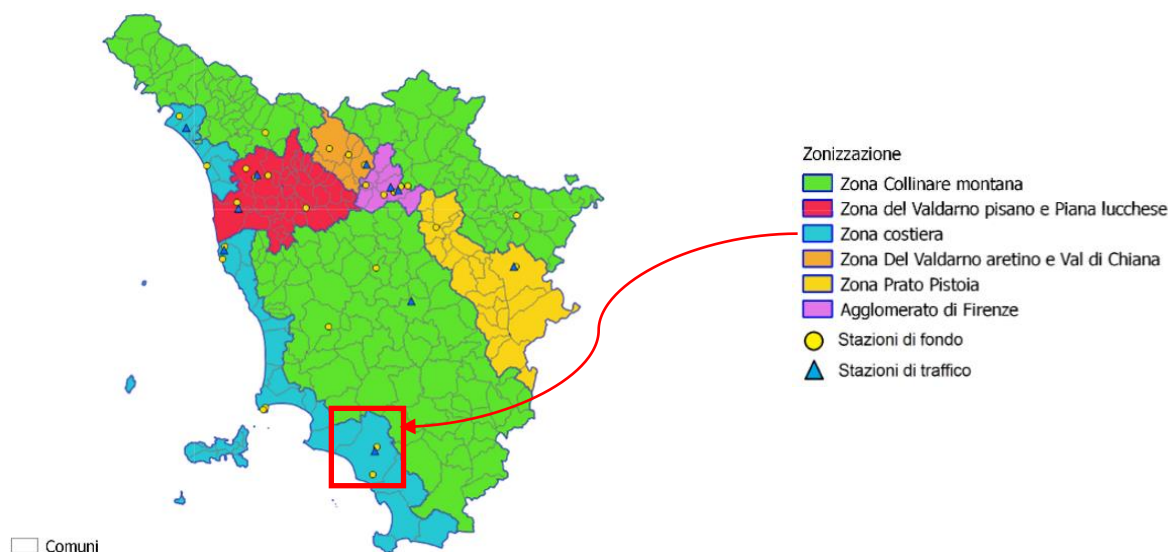 Zonizzazione
Zona Collinare montana
Zona del Valdarno pisano e Piana lucchese
Zona costiera
Zona Del Valdarno aretino e Val di Chiana
Zona Prato Pistoia
Agglomerato di Firenze
Stazioni di fondo
Stazioni di traffico
Comuni